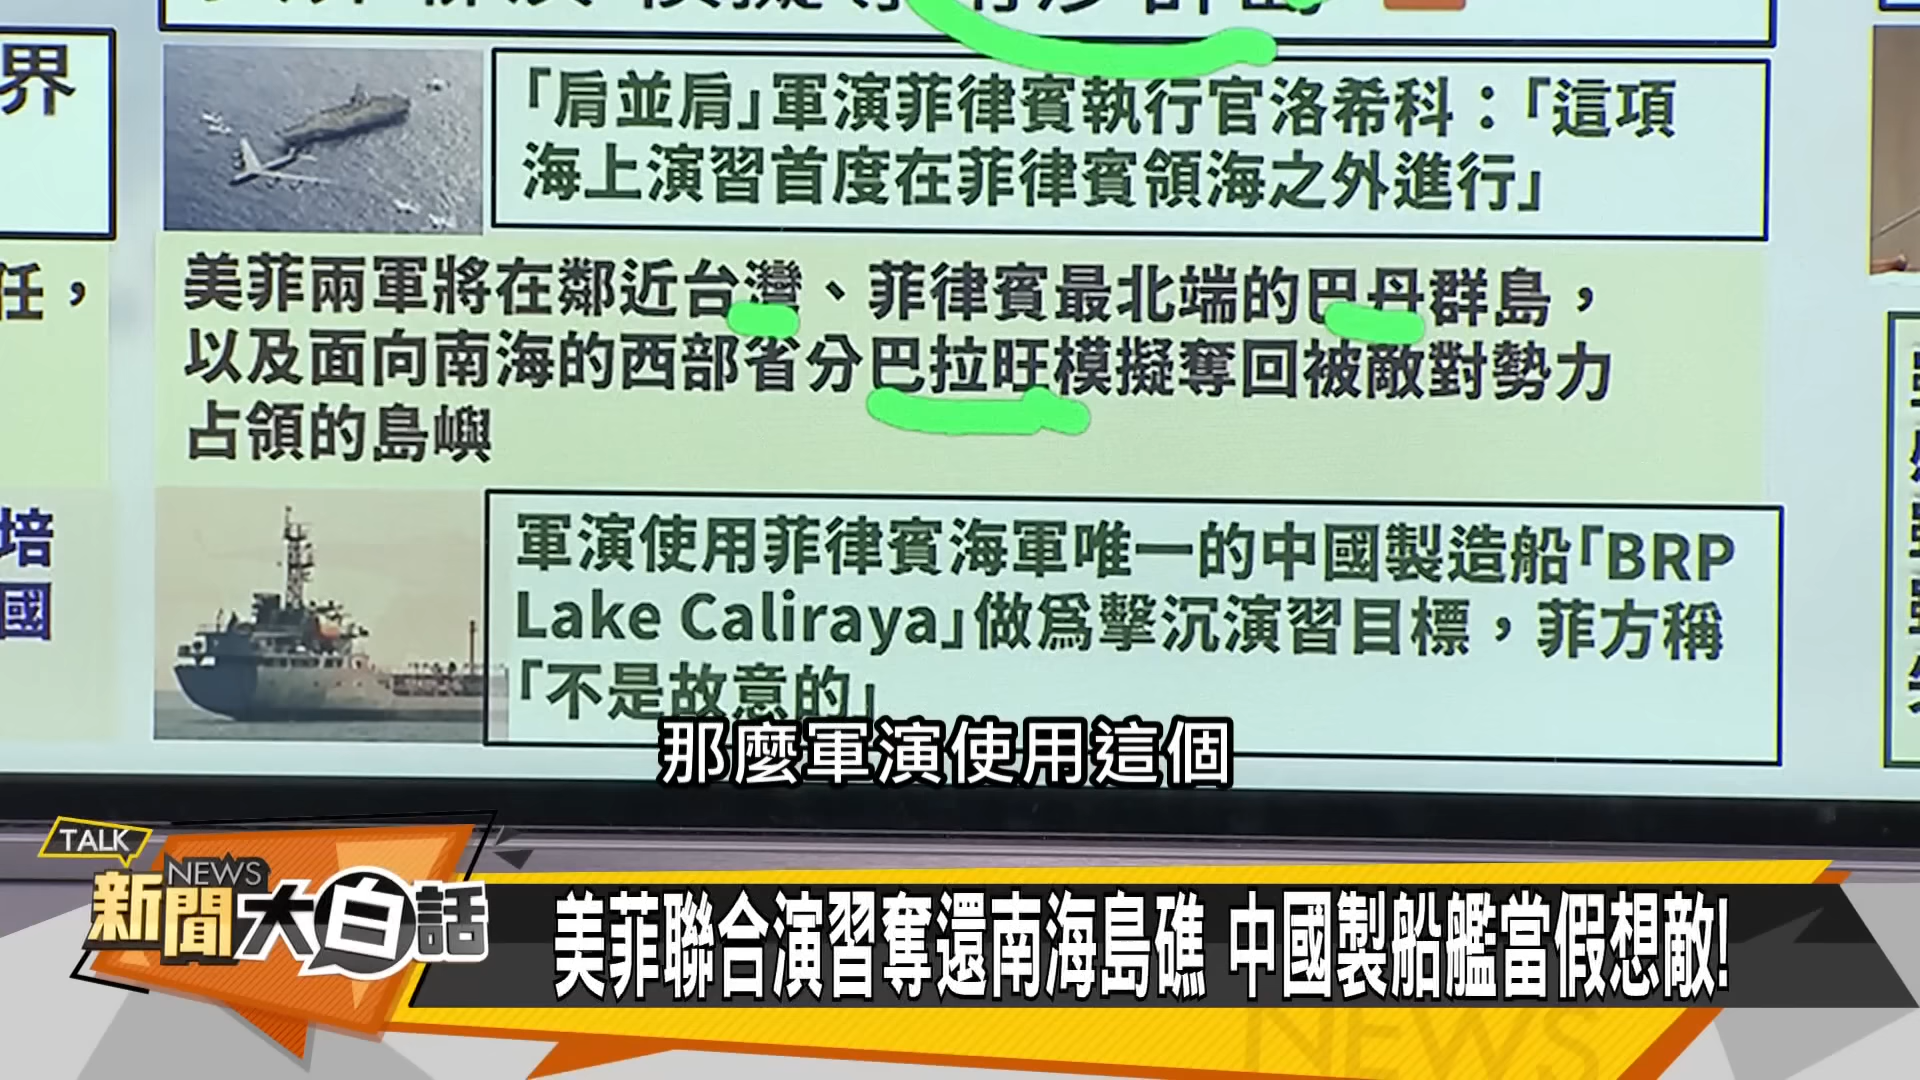 界
「肩並肩」軍演菲律賓執行官洛希科：「這項
海上演習首度在菲律賓領海之外進行」
任，
美菲兩軍將在鄰近台灣、菲律賓最北端的巴丹群島，
以及面向南海的西部省分巴拉旺模擬奪回被敵對勢力
占領的島嶼
培
國
軍演使用菲律賓海軍唯一的中國製造船「BRP
Lake Caliraya」做為擊沉演習目標，菲方稱
「不是故意的」
那麼軍演使用這個
TALK
NEWS
新聞大白話
美菲聯合演習奪還南海島礁 中國製船艦當假想敵!
NEWS